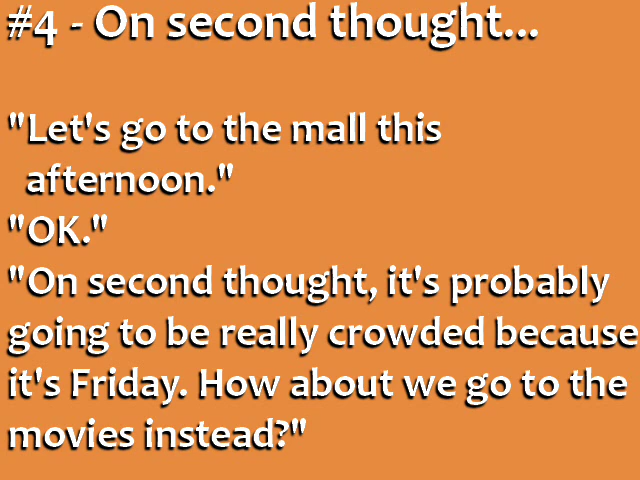 #4 - On second thought...
"Let's go to the mall this
afternoon."
"OK."
"On second thought, it's probably
going to be really crowded because
it's Friday. How about we go to the
movies instead?"